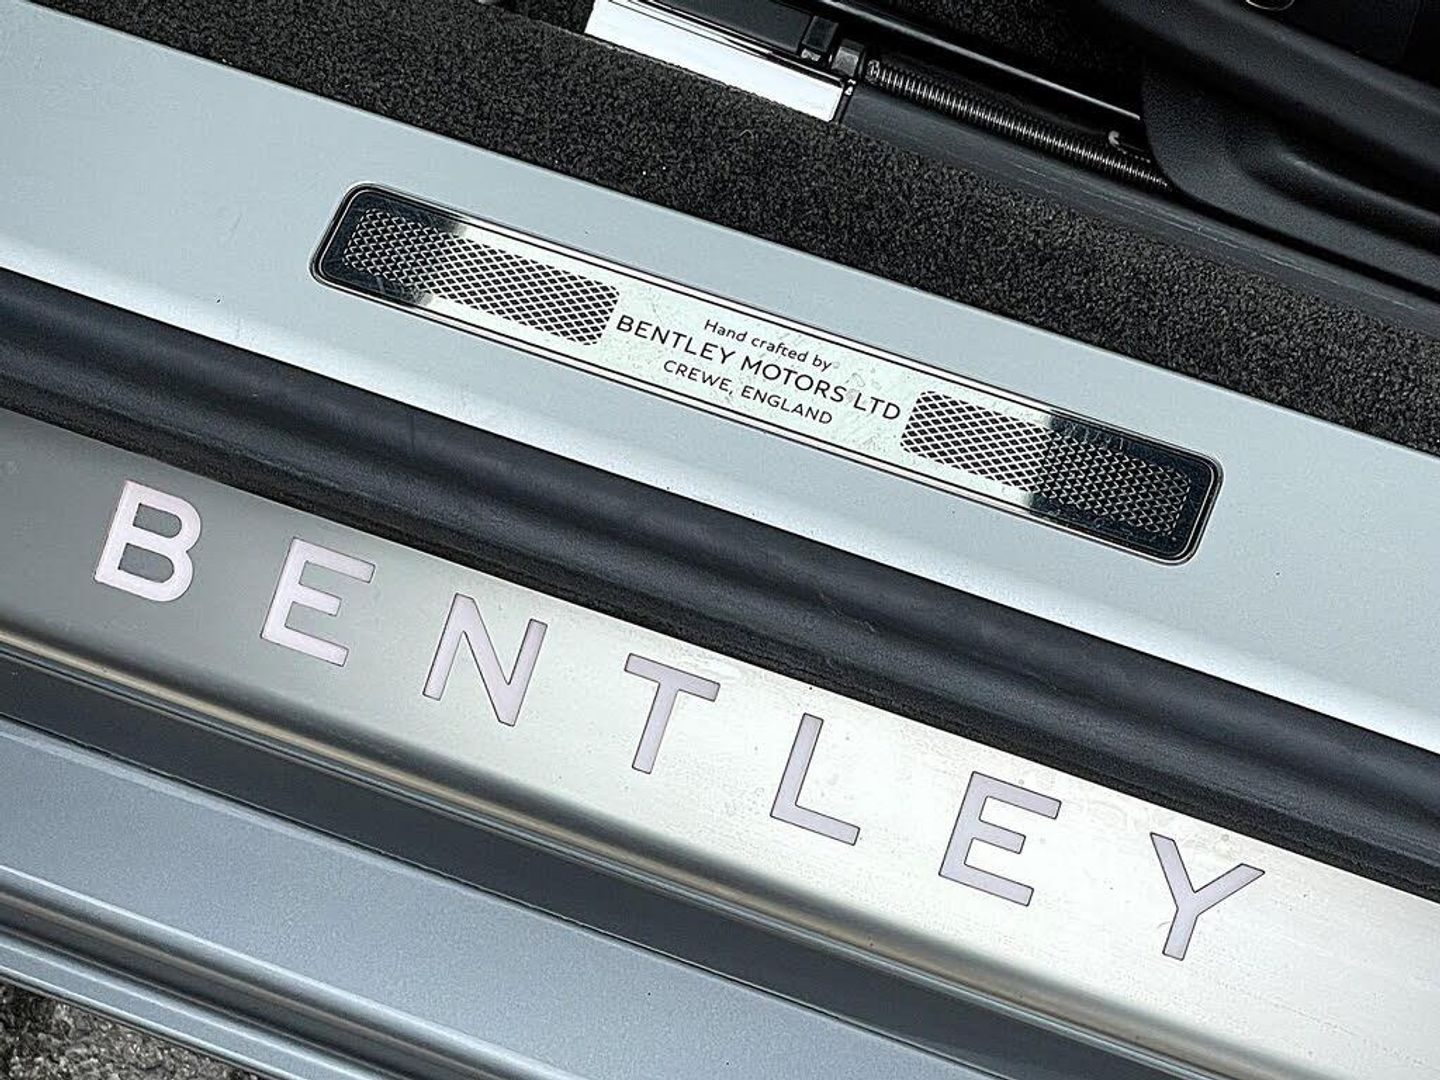 Hand crafted by
BENTLEY MOTORS LTD
CREWE, ENGLAND
BENTLEY